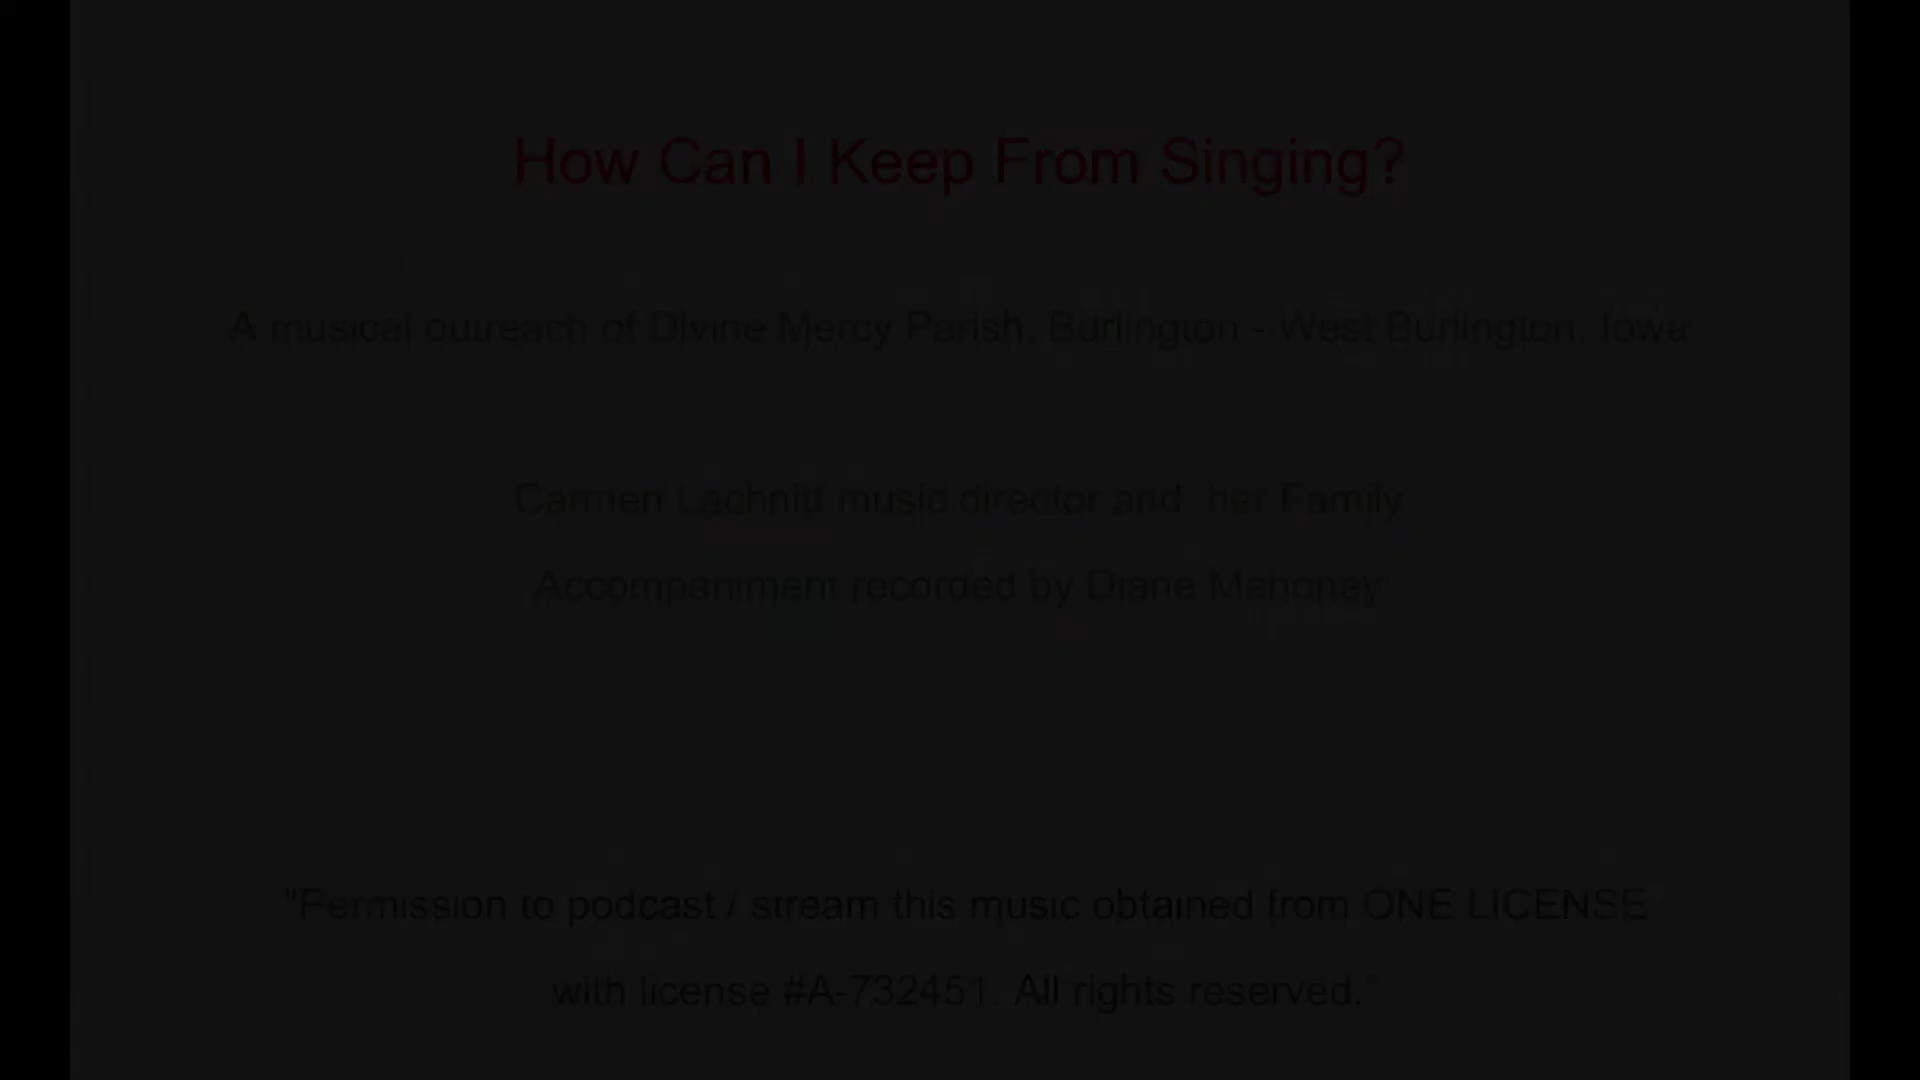 How Can I Keep From Singing?
A musical outreach of Divine Mercy Parish, Burlington - West Burlington, Iowa
Carmen Lachnitt music director and  her Family
Accompaniment recorded by Diane Mahoney
"Permission to podcast / stream this music obtained from ONE LICENSE
with license #A-732451. All rights reserved."